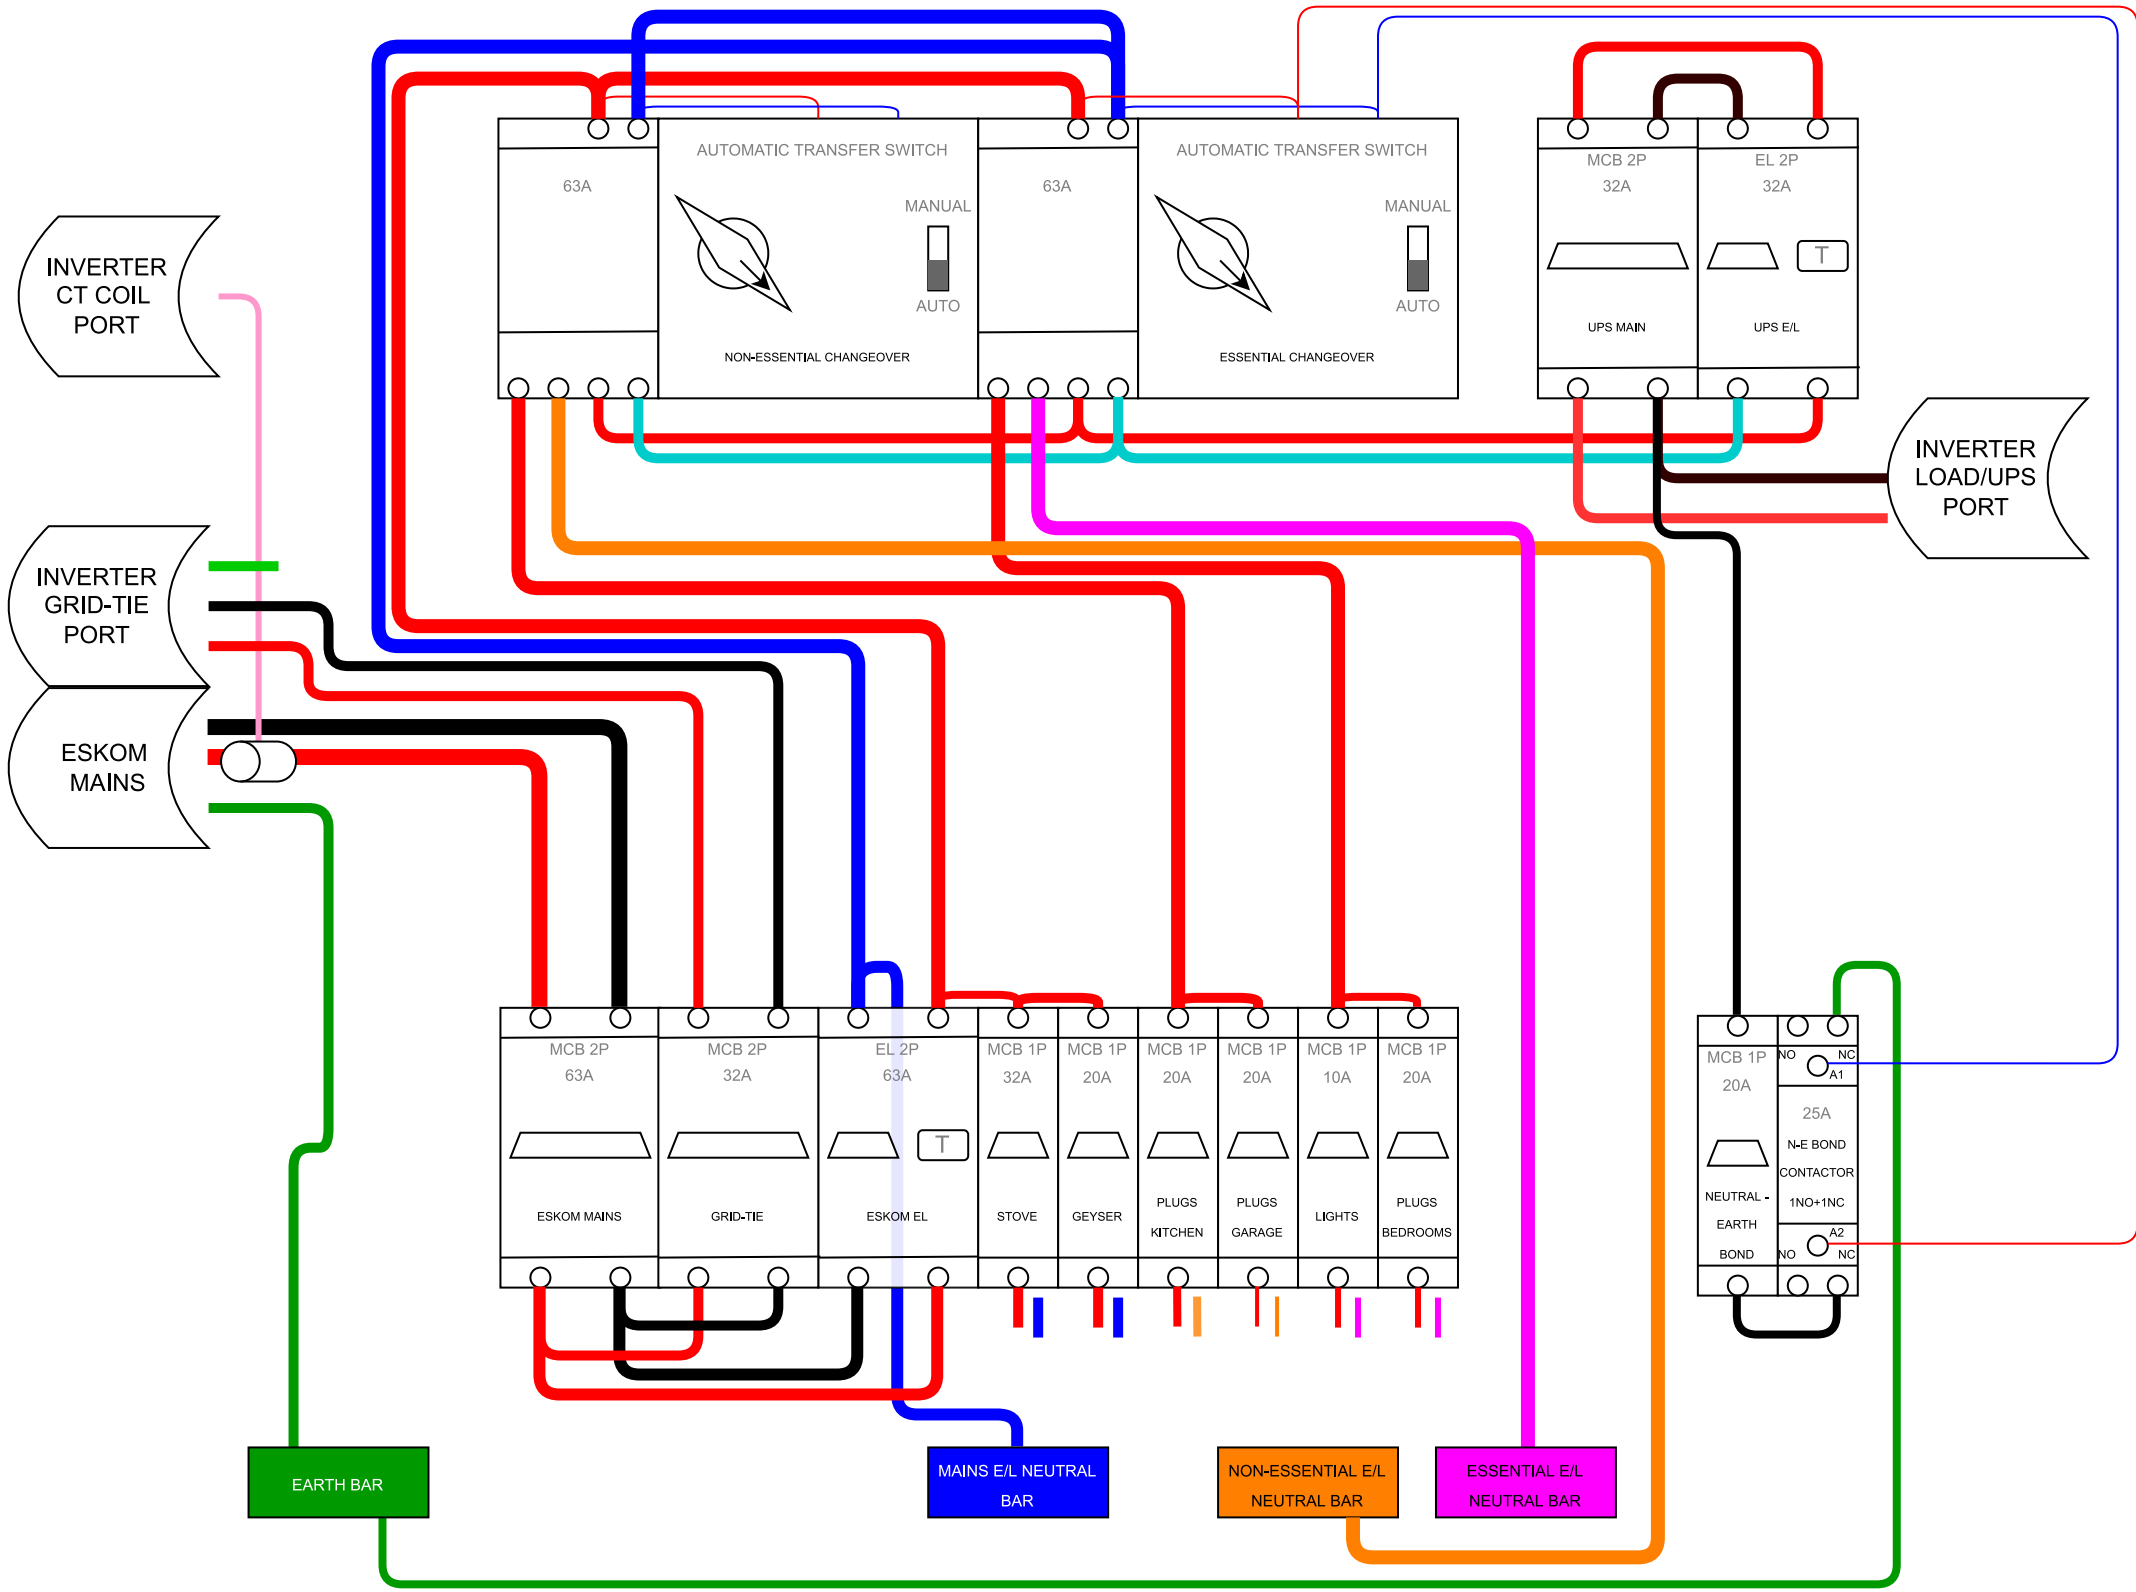 AUTOMATIC TRANSFER SWITCH
63A
MANUAL
AUTO
NON-ESSENTIAL CHANGEOVER
AUTOMATIC TRANSFER SWITCH
63A
MANUAL
AUTO
ESSENTIAL CHANGEOVER
MCB 2P
32A
UPS MAIN
EL 2P
32A
T
UPS E/L
INVERTER
CT COIL
PORT
INVERTER
LOAD/UPS
PORT
INVERTER
GRID-TIE
PORT
ESKOM
MAINS
MCB 2P
63A
ESKOM MAINS
MCB 2P
32A
GRID-TIE
EL 2P
63A
T
ESKOM EL
MCB 1P
32A
STOVE
MCB 1P
20A
GEYSER
MCB 1P
20A
PLUGS
KITCHEN
MCB 1P
20A
PLUGS
GARAGE
MCB 1P
10A
LIGHTS
MCB 1P
20A
PLUGS
BEDROOMS
MCB 1P
20A
NEUTRAL -
EARTH
BOND
NO NC
A1
25A
N-E BOND
CONTACTOR
1NO+1NC
A2
NO NC
EARTH BAR
MAINS E/L NEUTRAL
BAR
NON-ESSENTIAL E/L
NEUTRAL BAR
ESSENTIAL E/L
NEUTRAL BAR